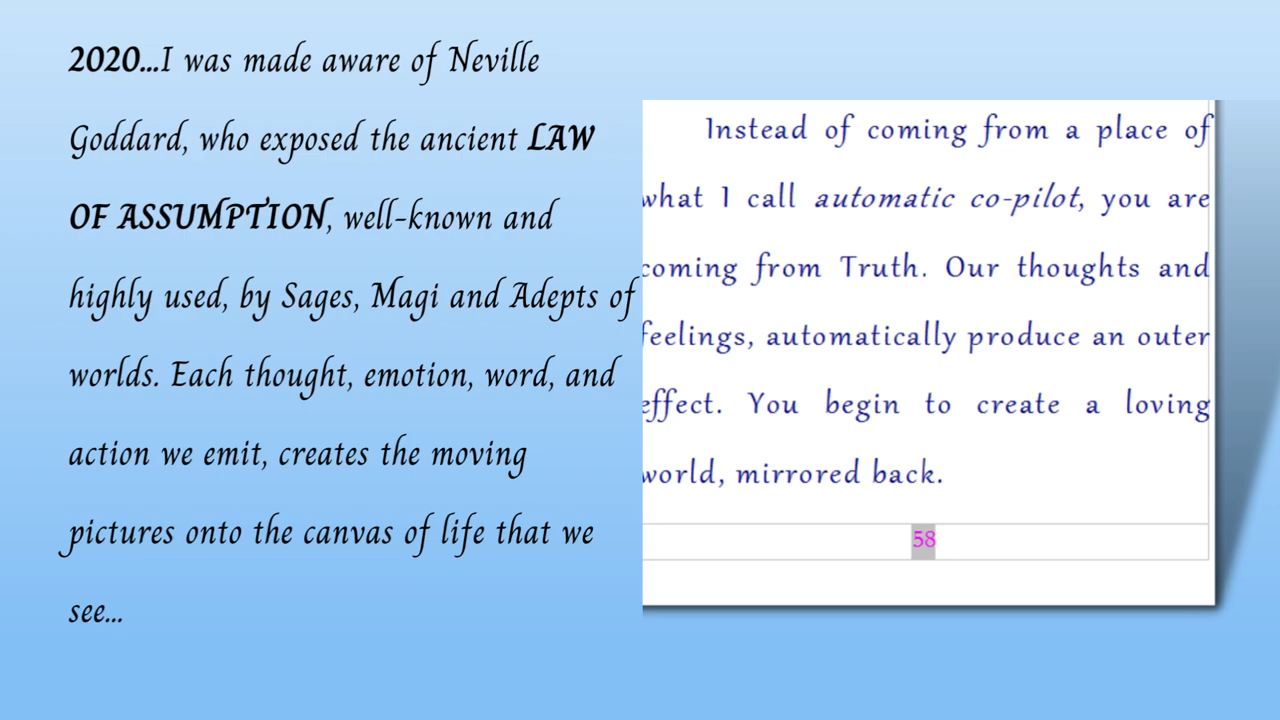 2020...I was made aware of Neville
Goddard, who exposed the ancient LAW
OF ASSUMPTION, well-known and
highly used, by Sages, Magi and Adepts of
worlds. Each thought, emotion, word, and
action we emit, creates the moving
pictures onto the canvas of life that we
see...
Instead of coming from a place of
what I call automatic co-pilot, you are
coming from Truth. Our thoughts and
feelings, automatically produce an outer
effect. You begin to create a loving
world, mirrored back.
58